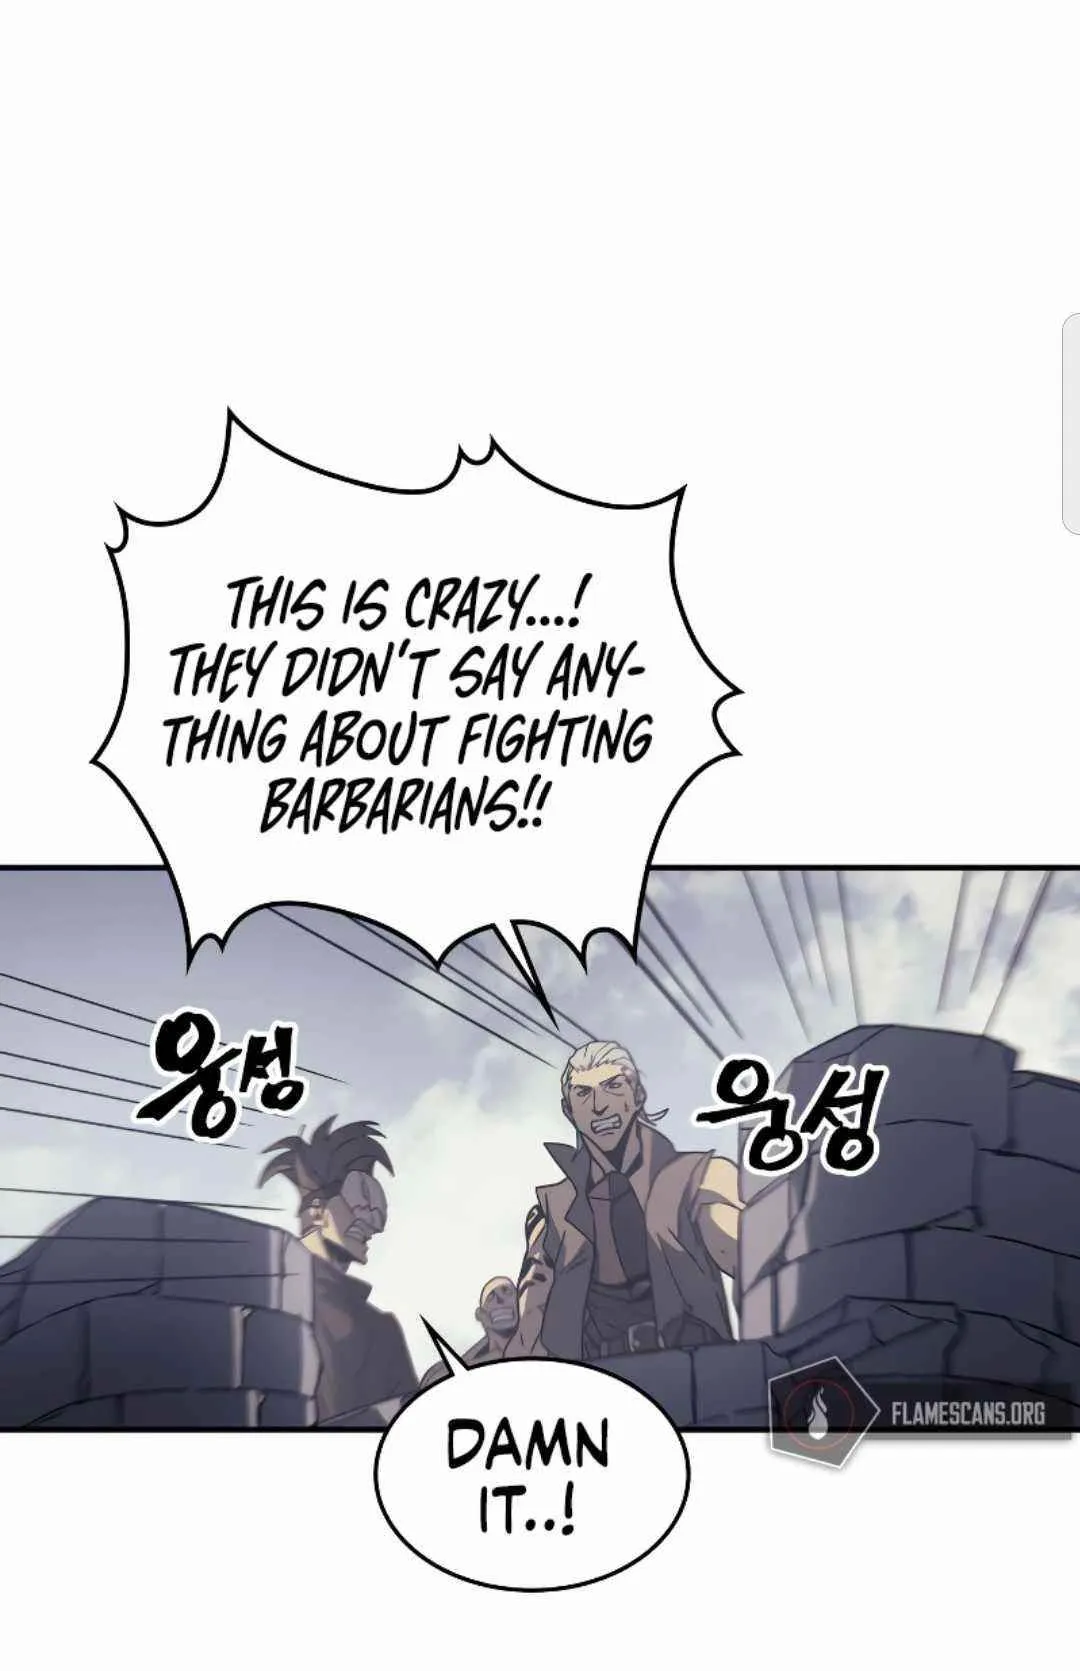 THIS IS CRAZY...!
THEY DIDN'T SAY ANY-
THING ABOUT FIGHTING
BARBARIANS!!
웅성
웅성
FLAMESCANS.ORG
DAMN
IT..!